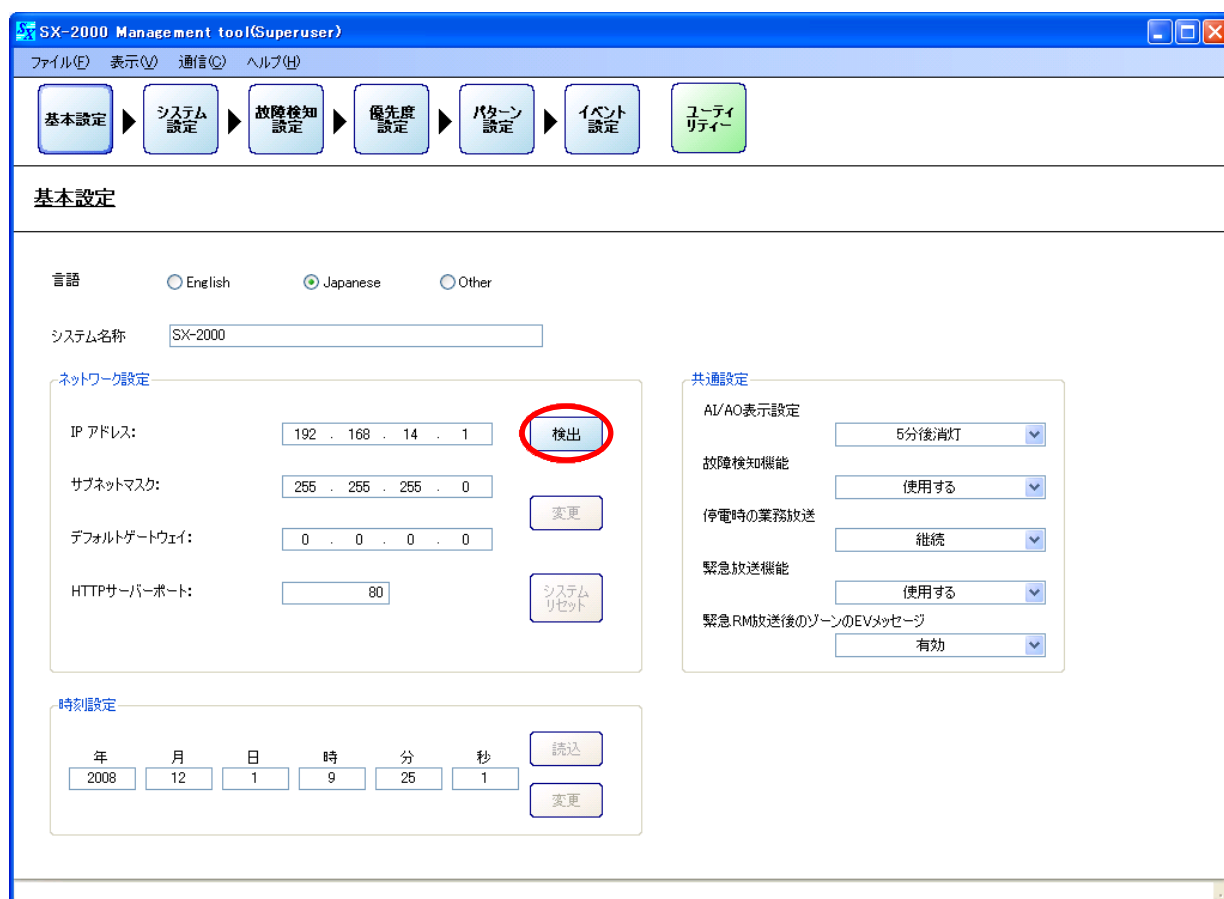 SX-2000 Management tool(Superuser)
ファイル(F) 表示(V) 通信(C) ヘルプ(H)
基本設定 システム設定 故障検知設定 優先度設定 パターン設定 イベント設定 ユーティリティー
基本設定
言語 English Japanese Other
システム名称 SX-2000
ネットワーク設定
IP アドレス: 192 . 168 . 14 . 1 検出
サブネットマスク: 255 . 255 . 255 . 0
変更
デフォルトゲートウェイ: 0 . 0 . 0 . 0
HTTPサーバーポート: 80
システム
リセット
共通設定
AI/AO表示設定
5分後消灯
故障検知機能
使用する
停電時の業務放送
継続
緊急放送機能
使用する
緊急RM放送後のゾーンのEVメッセージ
有効
時刻設定
年 月 日 時 分 秒
2008 12 1 9 25 1
読込
変更